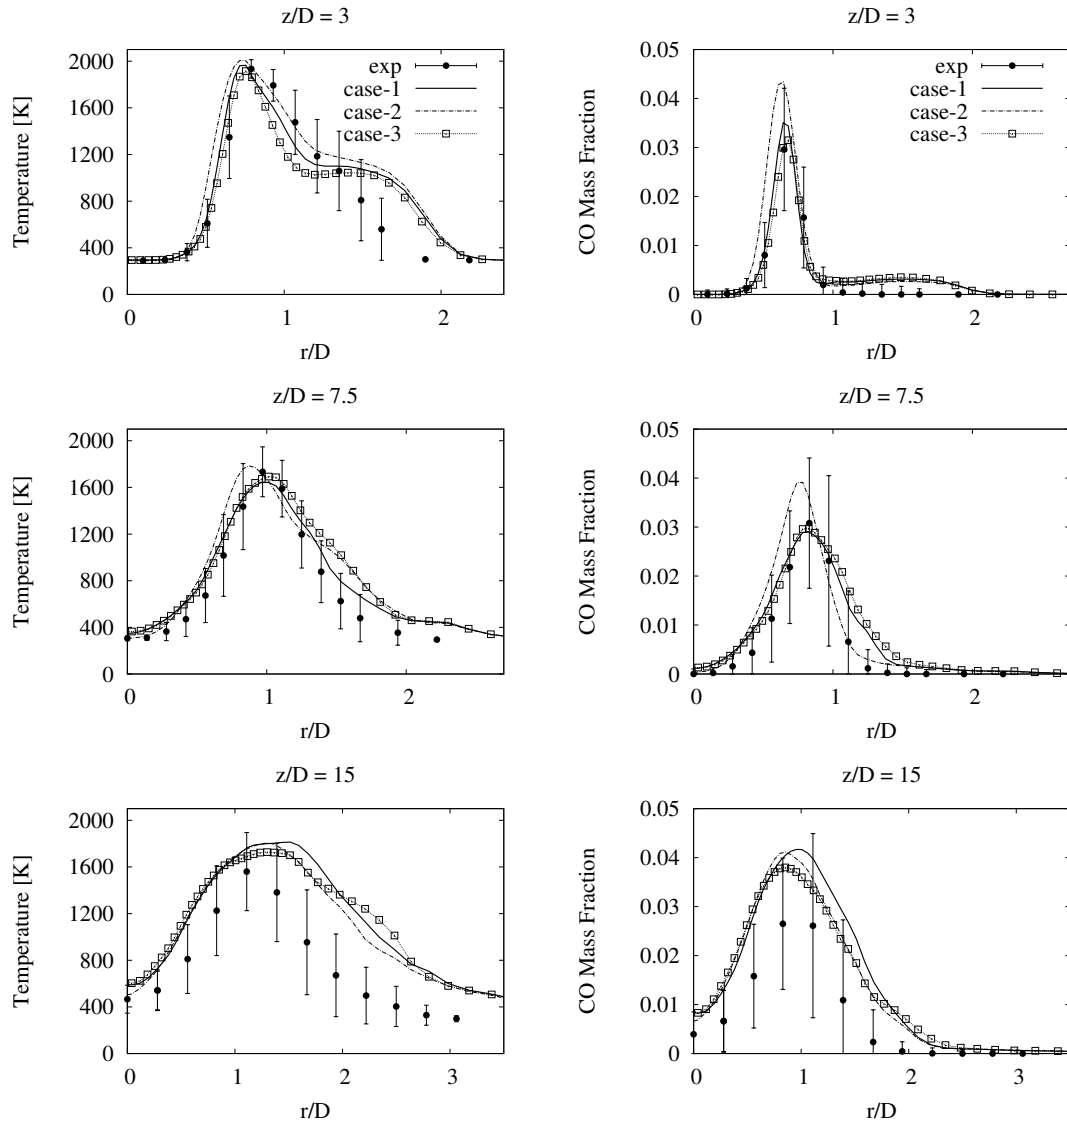 z/D = 3
2000
1600
1200
800
400
0
Temperature [K]
exp
case-1
case-2
case-3
0 1 2
r/D
z/D = 3
0.05
0.04
0.03
0.02
0.01
0
CO Mass Fraction
exp
case-1
case-2
case-3
0 1 2
r/D
z/D = 7.5
2000
1600
1200
800
400
0
Temperature [K]
0 1 2
r/D
z/D = 7.5
0.05
0.04
0.03
0.02
0.01
0
CO Mass Fraction
0 1 2
r/D
z/D = 15
2000
1600
1200
800
400
0
Temperature [K]
0 1 2 3
r/D
z/D = 15
0.05
0.04
0.03
0.02
0.01
0
CO Mass Fraction
0 1 2 3
r/D